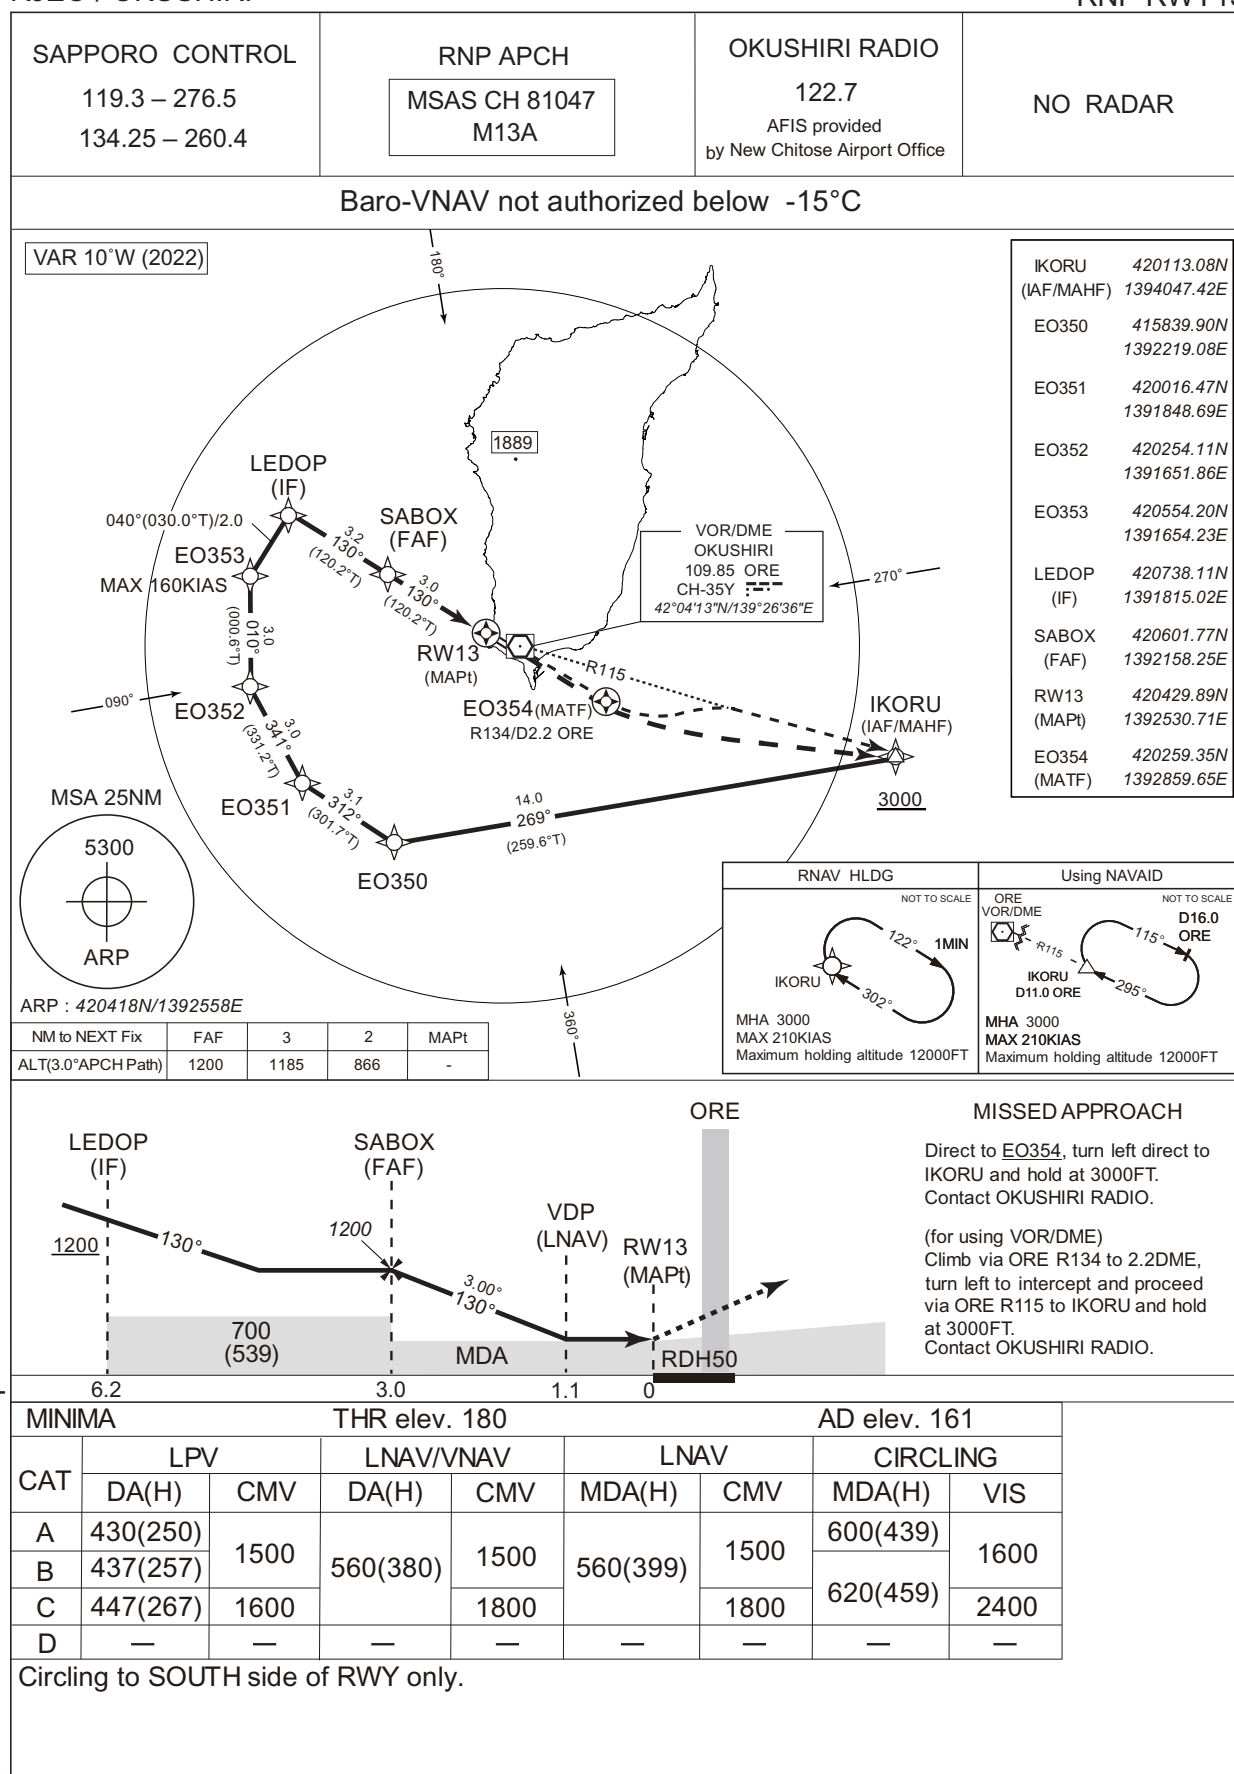 SAPPORO CONTROL
119.3 – 276.5
134.25 – 260.4
RNP APCH
MSAS CH 81047
M13A
OKUSHIRI RADIO
122.7
AFIS provided
by New Chitose Airport Office
NO RADAR
Baro-VNAV not authorized below -15°C
VAR 10°W (2022)
180°
1889
LEDOP
(IF)
040°(030.0°T)/2.0
3.2
130°
(120.2°T)
SABOX
(FAF)
EO353
MAX 160KIAS
3.0
130°
(120.2°T)
VOR/DME
OKUSHIRI
109.85 ORE
CH-35Y
42°04'13"N/139°26'36"E
270°
3.0
010°
(000.6°T)
RW13
(MAPt)
R115
090°
EO352
EO354(MATF)
R134/D2.2 ORE
IKORU
(IAF/MAHF)
3000
3.0
341°
(331.2°T)
EO351
3.1
312°
(301.7°T)
14.0
269°
(259.6°T)
EO350
MSA 25NM
5300
ARP
ARP : 420418N/1392558E
360°
IKORU 420113.08N
(IAF/MAHF) 1394047.42E
EO350 415839.90N
1392219.08E
EO351 420016.47N
1391848.69E
EO352 420254.11N
1391651.86E
EO353 420554.20N
1391654.23E
LEDOP 420738.11N
(IF) 1391815.02E
SABOX 420601.77N
(FAF) 1392158.25E
RW13 420429.89N
(MAPt) 1392530.71E
EO354 420259.35N
(MATF) 1392859.65E
RNAV HLDG
NOT TO SCALE
122° 1MIN
IKORU
302°
MHA 3000
MAX 210KIAS
Maximum holding altitude 12000FT
Using NAVAID
NOT TO SCALE
ORE
VOR/DME
D16.0
ORE
115°
R115
IKORU
D11.0 ORE
295°
MHA 3000
MAX 210KIAS
Maximum holding altitude 12000FT
NM to NEXT Fix FAF 3 2 MAPt
ALT(3.0°APCH Path) 1200 1185 866 -
LEDOP
(IF)
SABOX
(FAF)
ORE
1200
130°
1200
VDP
(LNAV)
RW13
(MAPt)
3.00°
130°
700
(539)
MDA
RDH50
6.2 3.0 1.1 0
MISSED APPROACH
Direct to EO354, turn left direct to
IKORU and hold at 3000FT.
Contact OKUSHIRI RADIO.
(for using VOR/DME)
Climb via ORE R134 to 2.2DME,
turn left to intercept and proceed
via ORE R115 to IKORU and hold
at 3000FT.
Contact OKUSHIRI RADIO.
MINIMA THR elev. 180 AD elev. 161
CAT LPV LNAV/VNAV LNAV CIRCLING
DA(H) CMV DA(H) CMV MDA(H) CMV MDA(H) VIS
A 430(250) 1500 560(380) 1500 560(399) 1500 600(439) 1600
B 437(257) 620(459)
C 447(267) 1600 1800 1800 2400
D — — — — — — — —
Circling to SOUTH side of RWY only.